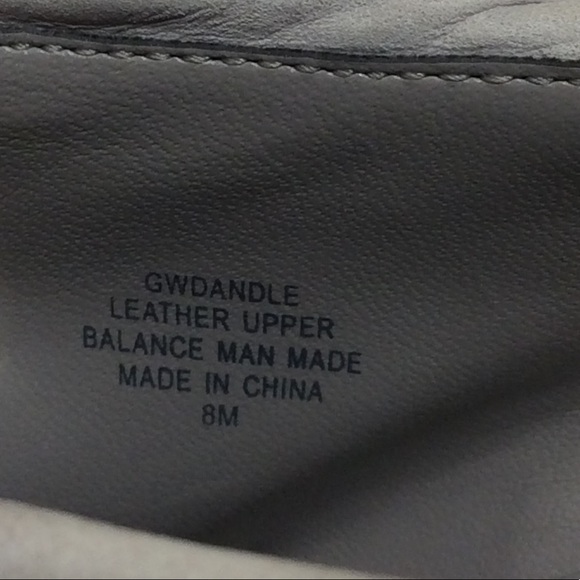 GWDANDLE
LEATHER UPPER
BALANCE MAN MADE
MADE IN CHINA
8M